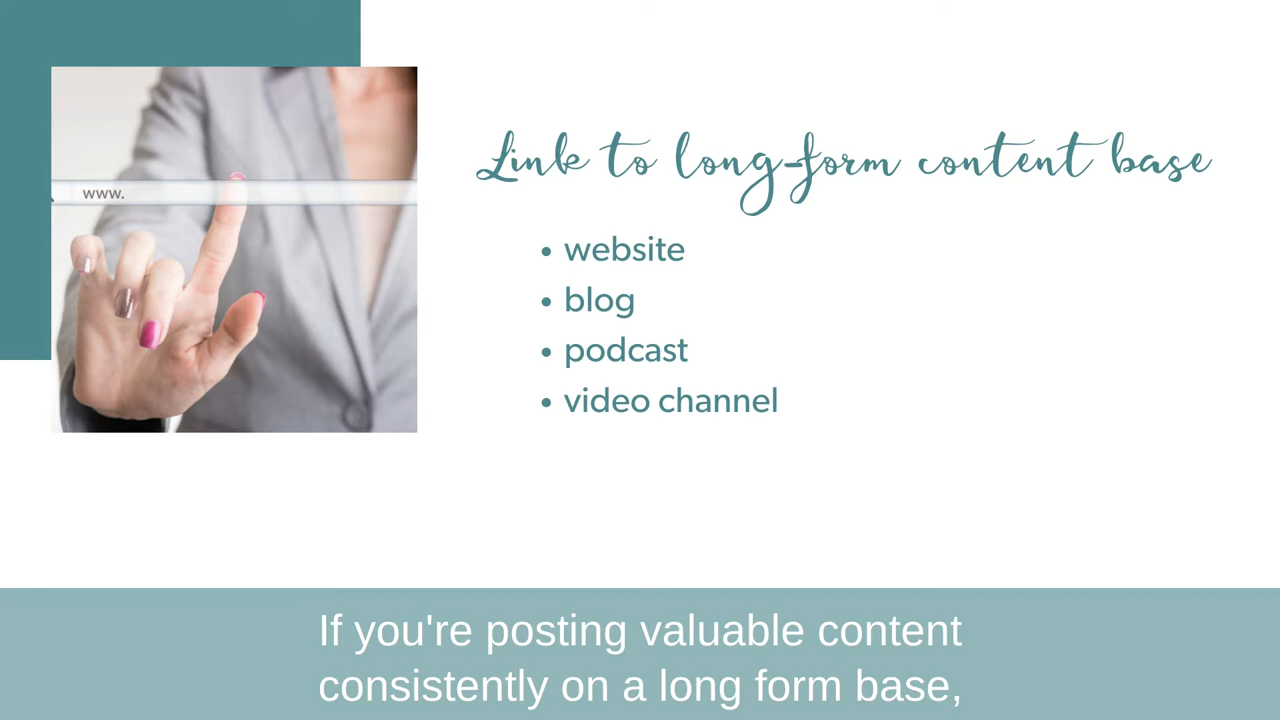 www.
Link to long-form content base
• website
• blog
• podcast
• video channel
If you're posting valuable content
consistently on a long form base,